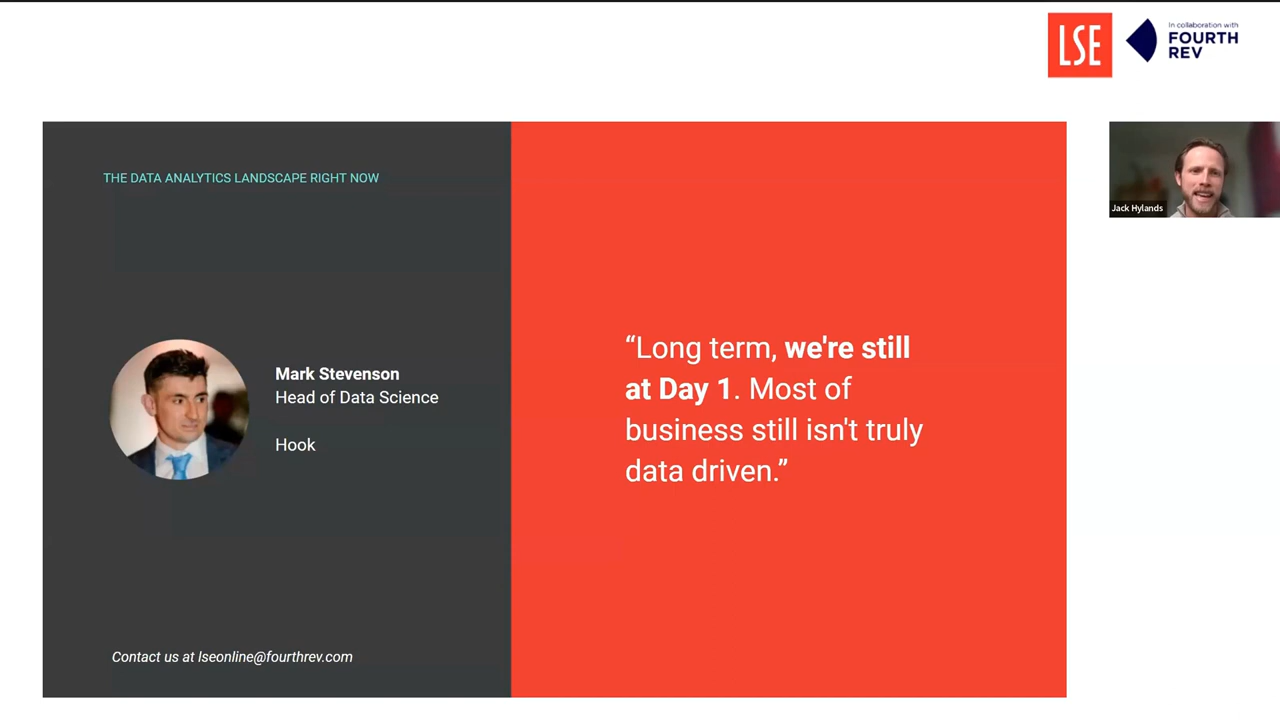 LSE
In collaboration with
FOURTH
REV
THE DATA ANALYTICS LANDSCAPE RIGHT NOW
Jack Hylands
Mark Stevenson
Head of Data Science
Hook
“Long term, we're still
at Day 1. Most of
business still isn't truly
data driven.”
Contact us at lseonline@fourthrev.com